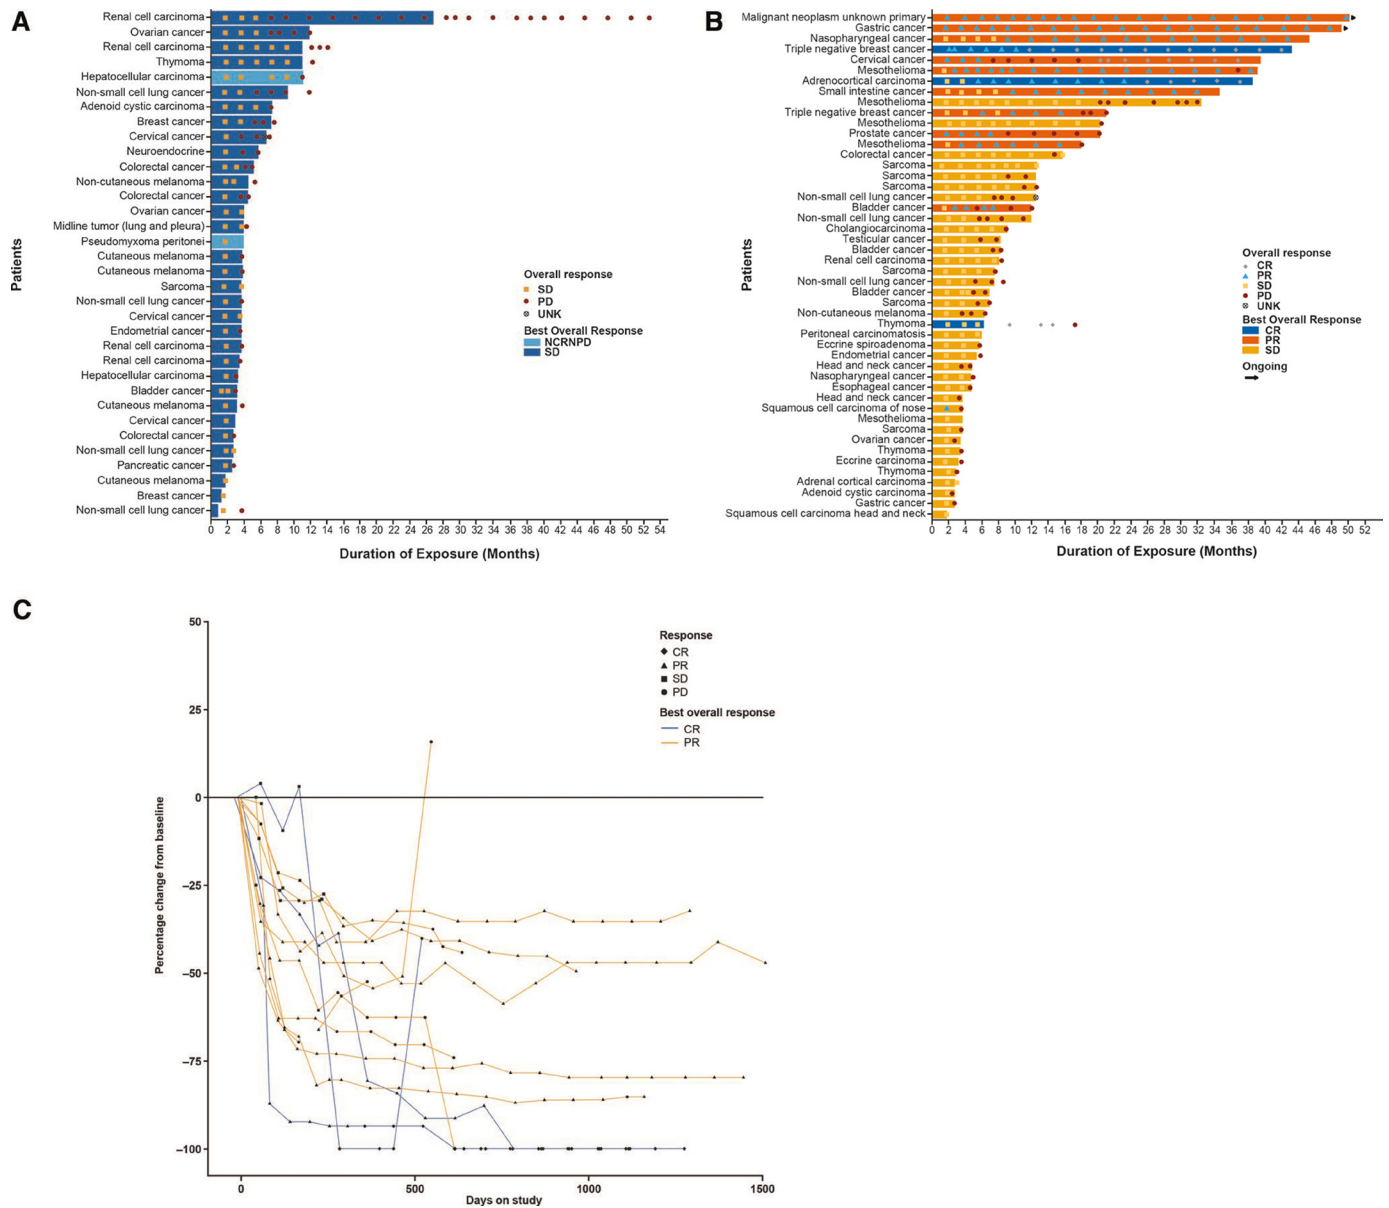 A
Renal cell carcinoma
Ovarian cancer
Renal cell carcinoma
Thymoma
Hepatocellular carcinoma
Non-small cell lung cancer
Adenoid cystic carcinoma
Breast cancer
Cervical cancer
Neuroendocrine
Colorectal cancer
Non-cutaneous melanoma
Colorectal cancer
Ovarian cancer
Midline tumor (lung and pleura)
Pseudomyxoma peritonei
Cutaneous melanoma
Cutaneous melanoma
Sarcoma
Non-small cell lung cancer
Cervical cancer
Endometrial cancer
Renal cell carcinoma
Renal cell carcinoma
Hepatocellular carcinoma
Bladder cancer
Cutaneous melanoma
Cervical cancer
Colorectal cancer
Non-small cell lung cancer
Pancreatic cancer
Cutaneous melanoma
Breast cancer
Non-small cell lung cancer
Patients
Overall response
SD
PD
UNK
Best Overall Response
NCRNPD
SD
0 2 4 6 8 10 12 14 16 18 20 22 24 26 28 30 32 34 36 38 40 42 44 46 48 50 52 54
Duration of Exposure (Months)
B
Malignant neoplasm unknown primary
Gastric cancer
Nasopharyngeal cancer
Triple negative breast cancer
Cervical cancer
Mesothelioma
Adrenocortical carcinoma
Small intestine cancer
Mesothelioma
Triple negative breast cancer
Mesothelioma
Prostate cancer
Mesothelioma
Colorectal cancer
Sarcoma
Sarcoma
Sarcoma
Non-small cell lung cancer
Bladder cancer
Non-small cell lung cancer
Cholangiocarcinoma
Testicular cancer
Bladder cancer
Renal cell carcinoma
Sarcoma
Non-small cell lung cancer
Bladder cancer
Sarcoma
Non-cutaneous melanoma
Thymoma
Peritoneal carcinomatosis
Eccrine spiroadenoma
Endometrial cancer
Head and neck cancer
Nasopharyngeal cancer
Esophageal cancer
Head and neck cancer
Squamous cell carcinoma of nose
Mesothelioma
Sarcoma
Ovarian cancer
Thymoma
Eccrine carcinoma
Thymoma
Adrenal cortical carcinoma
Adenoid cystic carcinoma
Gastric cancer
Squamous cell carcinoma head and neck
Patients
Overall response
CR
PR
SD
PD
UNK
Best Overall Response
CR
PR
SD
Ongoing
0 2 4 6 8 10 12 14 16 18 20 22 24 26 28 30 32 34 36 38 40 42 44 46 48 50 52
Duration of Exposure (Months)
C
50
25
0
−25
−50
−75
−100
Percentage change from baseline
Response
CR
PR
SD
PD
Best overall response
CR
PR
0 500 1000 1500
Days on study